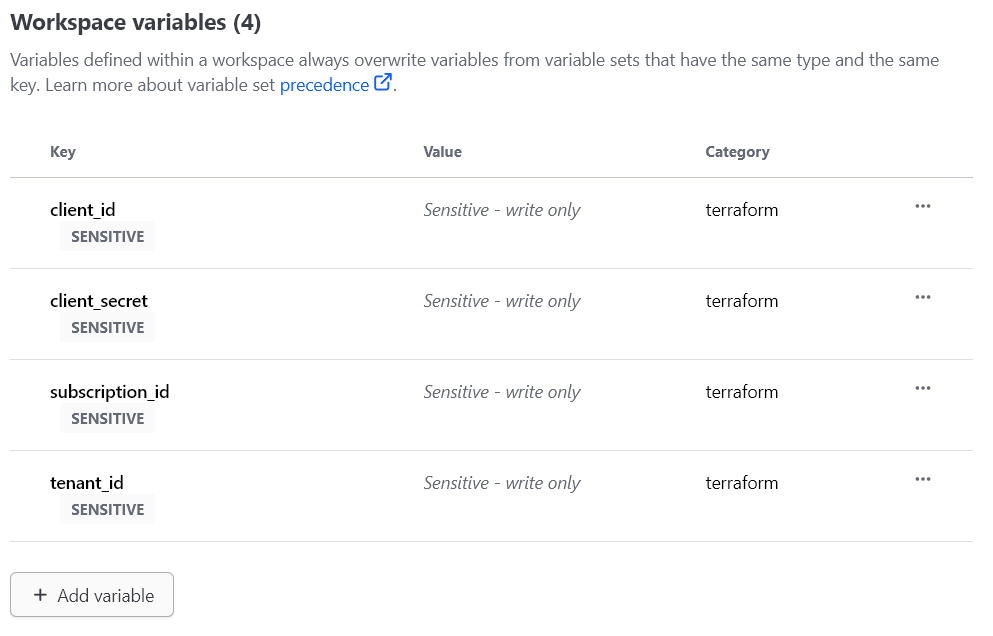 Workspace variables (4)
Variables defined within a workspace always overwrite variables from variable sets that have the same type and the same
key. Learn more about variable set precedence.
Key Value Category
client_id Sensitive - write only terraform ...
SENSITIVE
client_secret Sensitive - write only terraform ...
SENSITIVE
subscription_id Sensitive - write only terraform ...
SENSITIVE
tenant_id Sensitive - write only terraform ...
SENSITIVE
+ Add variable